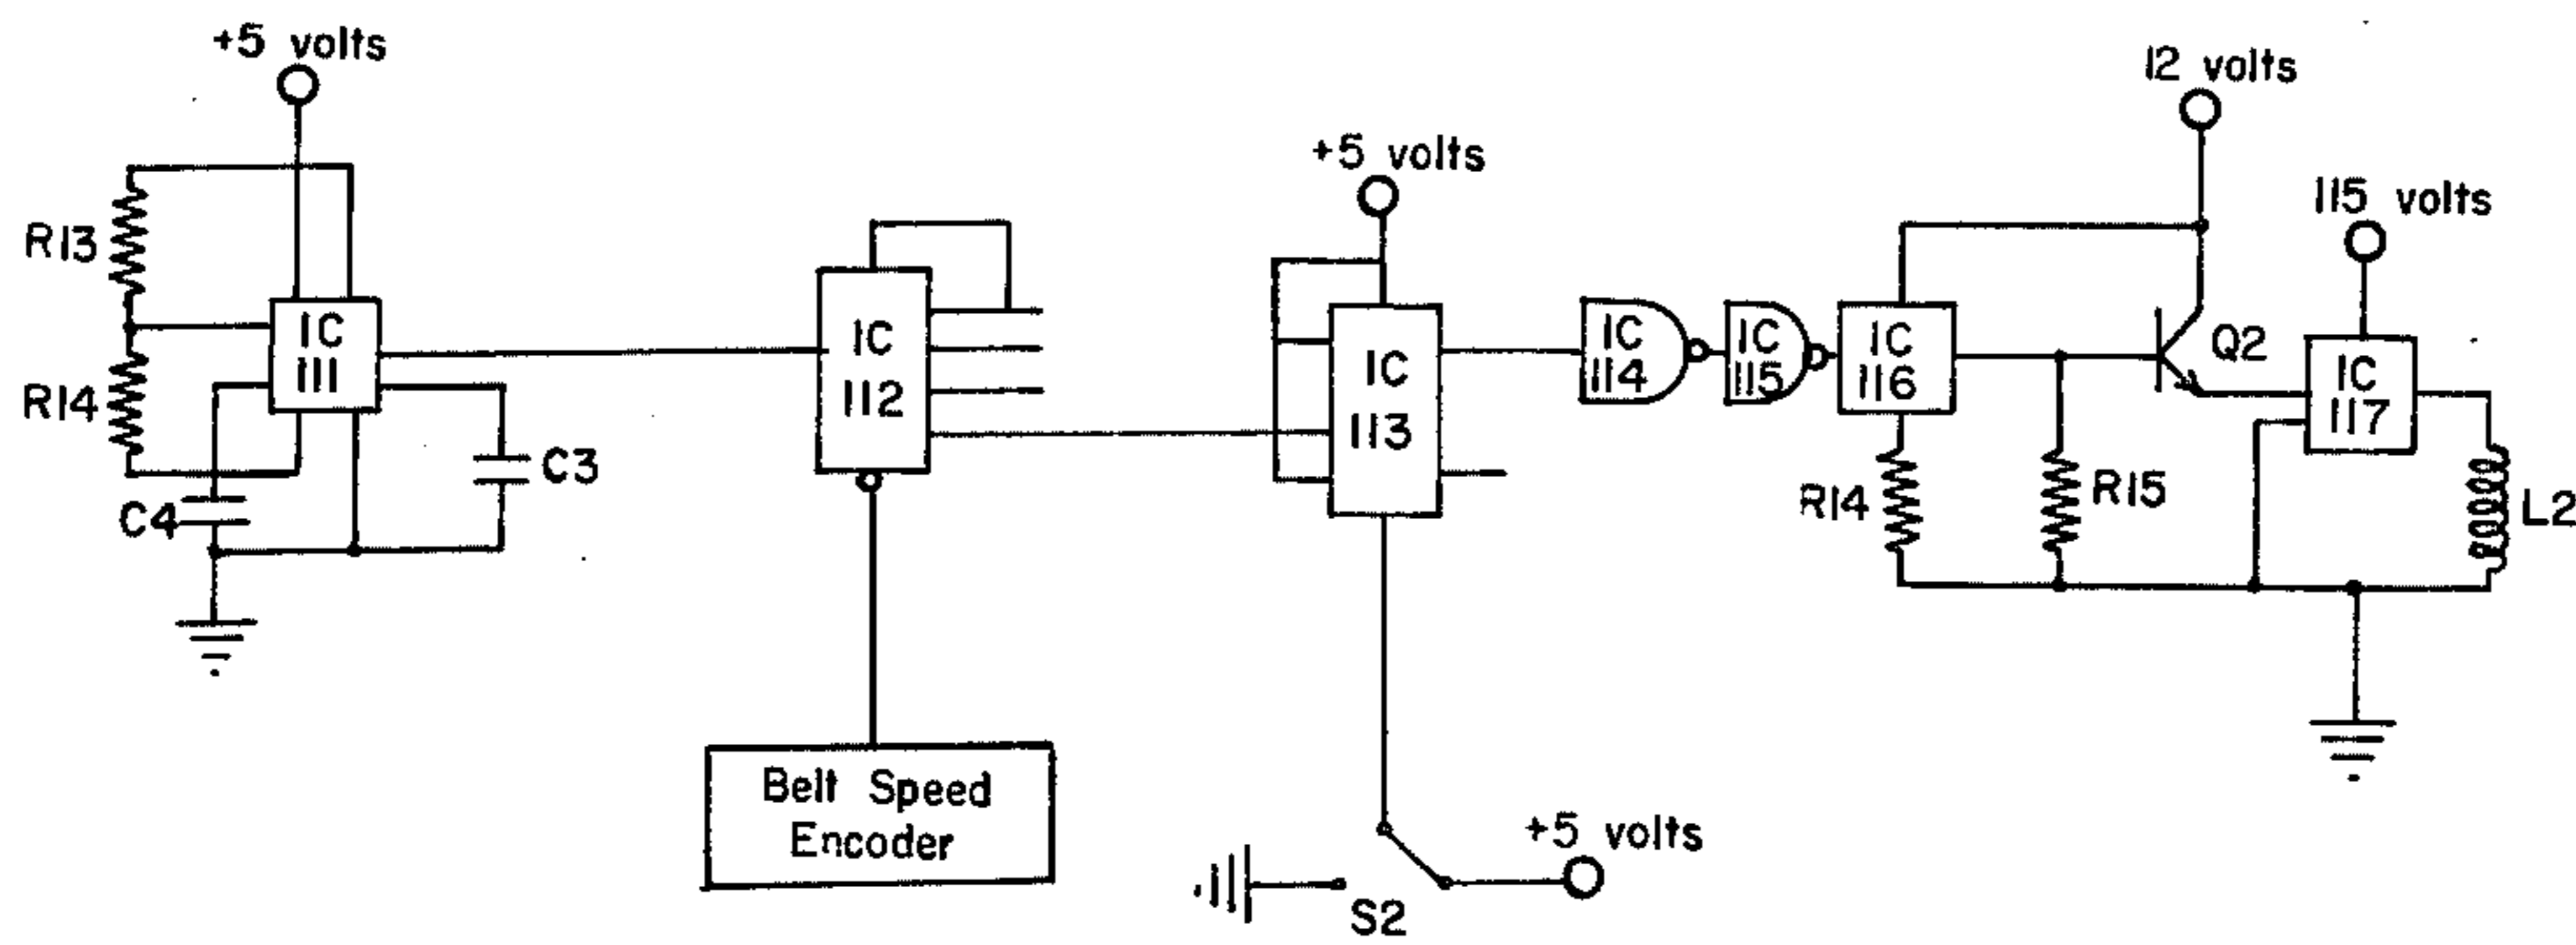 +5 volts
R13
R14
C4
IC
111
C3
IC
112
Belt Speed
Encoder
+5 volts
IC
113
S2
+5 volts
IC
114
IC
115
IC
116
R14
R15
12 volts
Q2
115 volts
IC
117
L2